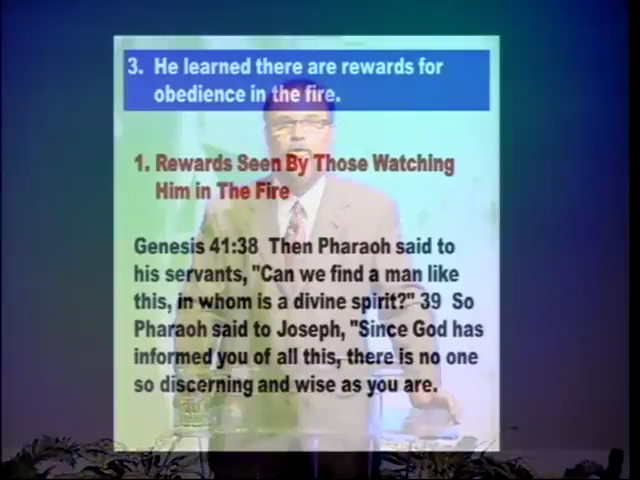 3. He learned there are rewards for
obedience in the fire.
1. Rewards Seen By Those Watching
Him in The Fire
Genesis 41:38 Then Pharaoh said to
his servants, "Can we find a man like
this, in whom is a divine spirit?" 39 So
Pharaoh said to Joseph, "Since God has
informed you of all this, there is no one
so discerning and wise as you are.